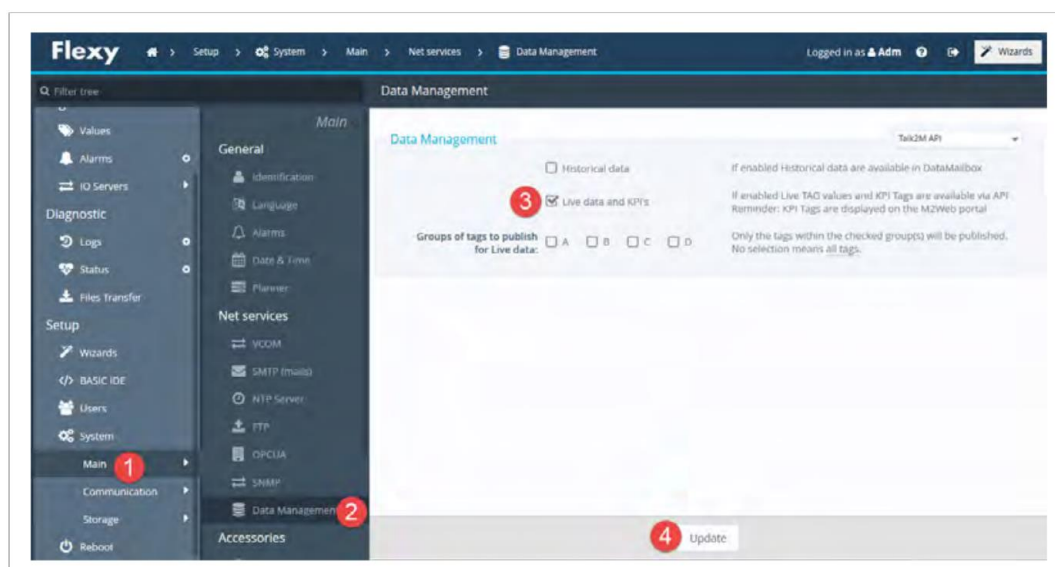 Flexy > Setup > System > Main > Net services > Data Management Logged in as Adm Wizards
Filter tree
Data Management
Values
Alarms
IO Servers
Diagnostic
Logs
Status
Files Transfer
Setup
Wizards
</> BASIC IDE
Users
System
Main 1
Communication
Storage
Reboot
Main
General
Identification
Language
Alarms
Date & Time
Planner
Net services
VCOM
SMTP (mails)
NTP Server
FTP
OPCUA
SNMP
Data Management 2
Accessories
Data Management
Talk2M API
Historical data
If enabled Historical data are available in DataMailbox
3 Live data and KPI's
If enabled Live TAG values and KPI Tags are available via API
Reminder: KPI Tags are displayed on the M2Web portal
Groups of tags to publish
for Live data:
A B C D
Only the tags within the checked group(s) will be published.
No selection means all tags.
4 Update